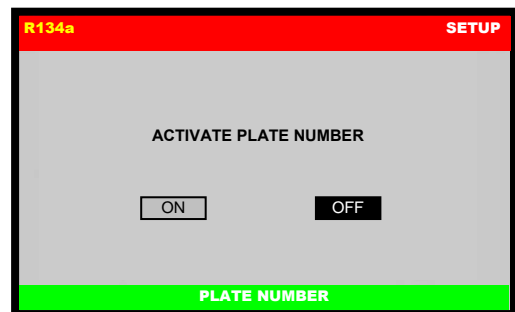 R134a SETUP
ACTIVATE PLATE NUMBER
ON OFF
PLATE NUMBER